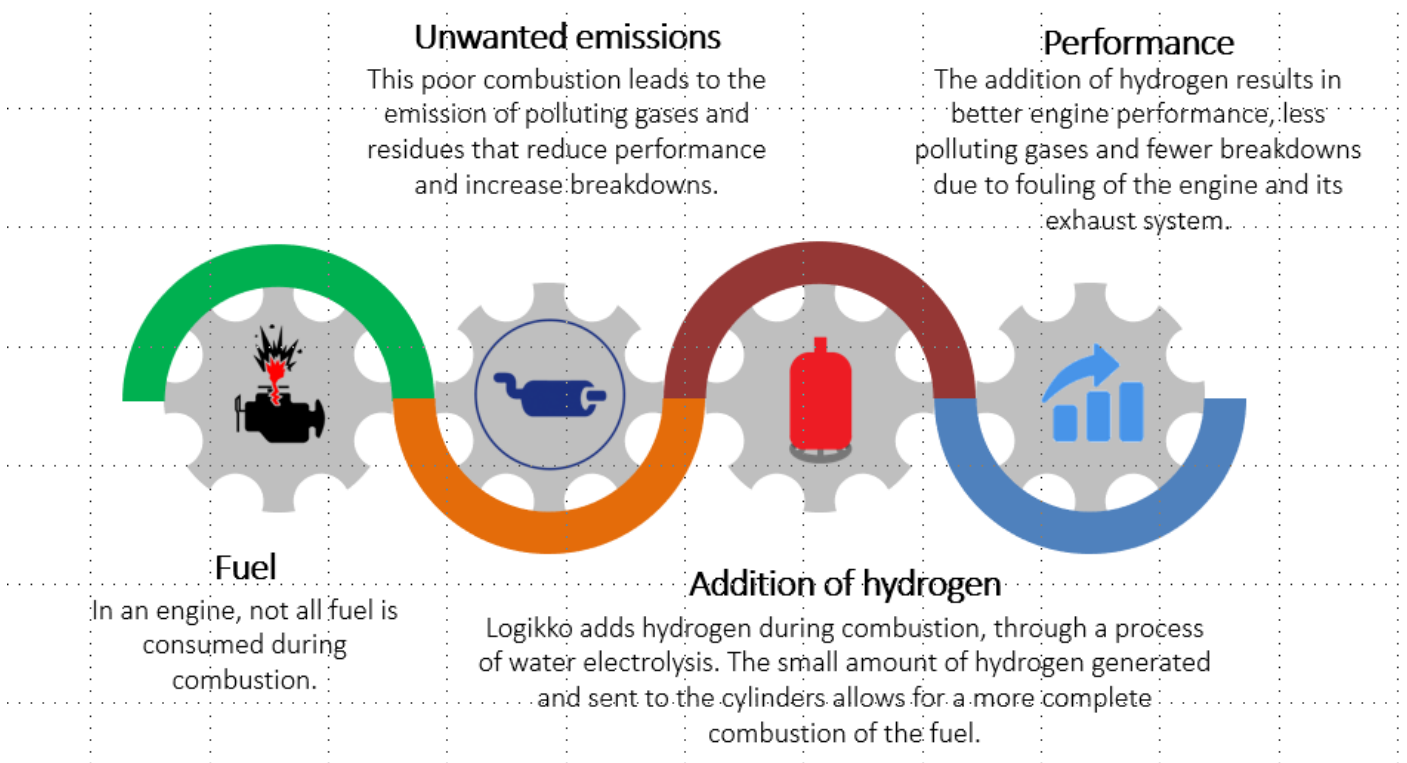 Unwanted emissions
This poor combustion leads to the
emission of polluting gases and
residues that reduce performance
and increase breakdowns.
Performance
The addition of hydrogen results in
better engine performance, less
polluting gases and fewer breakdowns
due to fouling of the engine and its
exhaust system.
Fuel
In an engine, not all fuel is
consumed during
combustion.
Addition of hydrogen
Logikko adds hydrogen during combustion, through a process
of water electrolysis. The small amount of hydrogen generated
and sent to the cylinders allows for a more complete
combustion of the fuel.